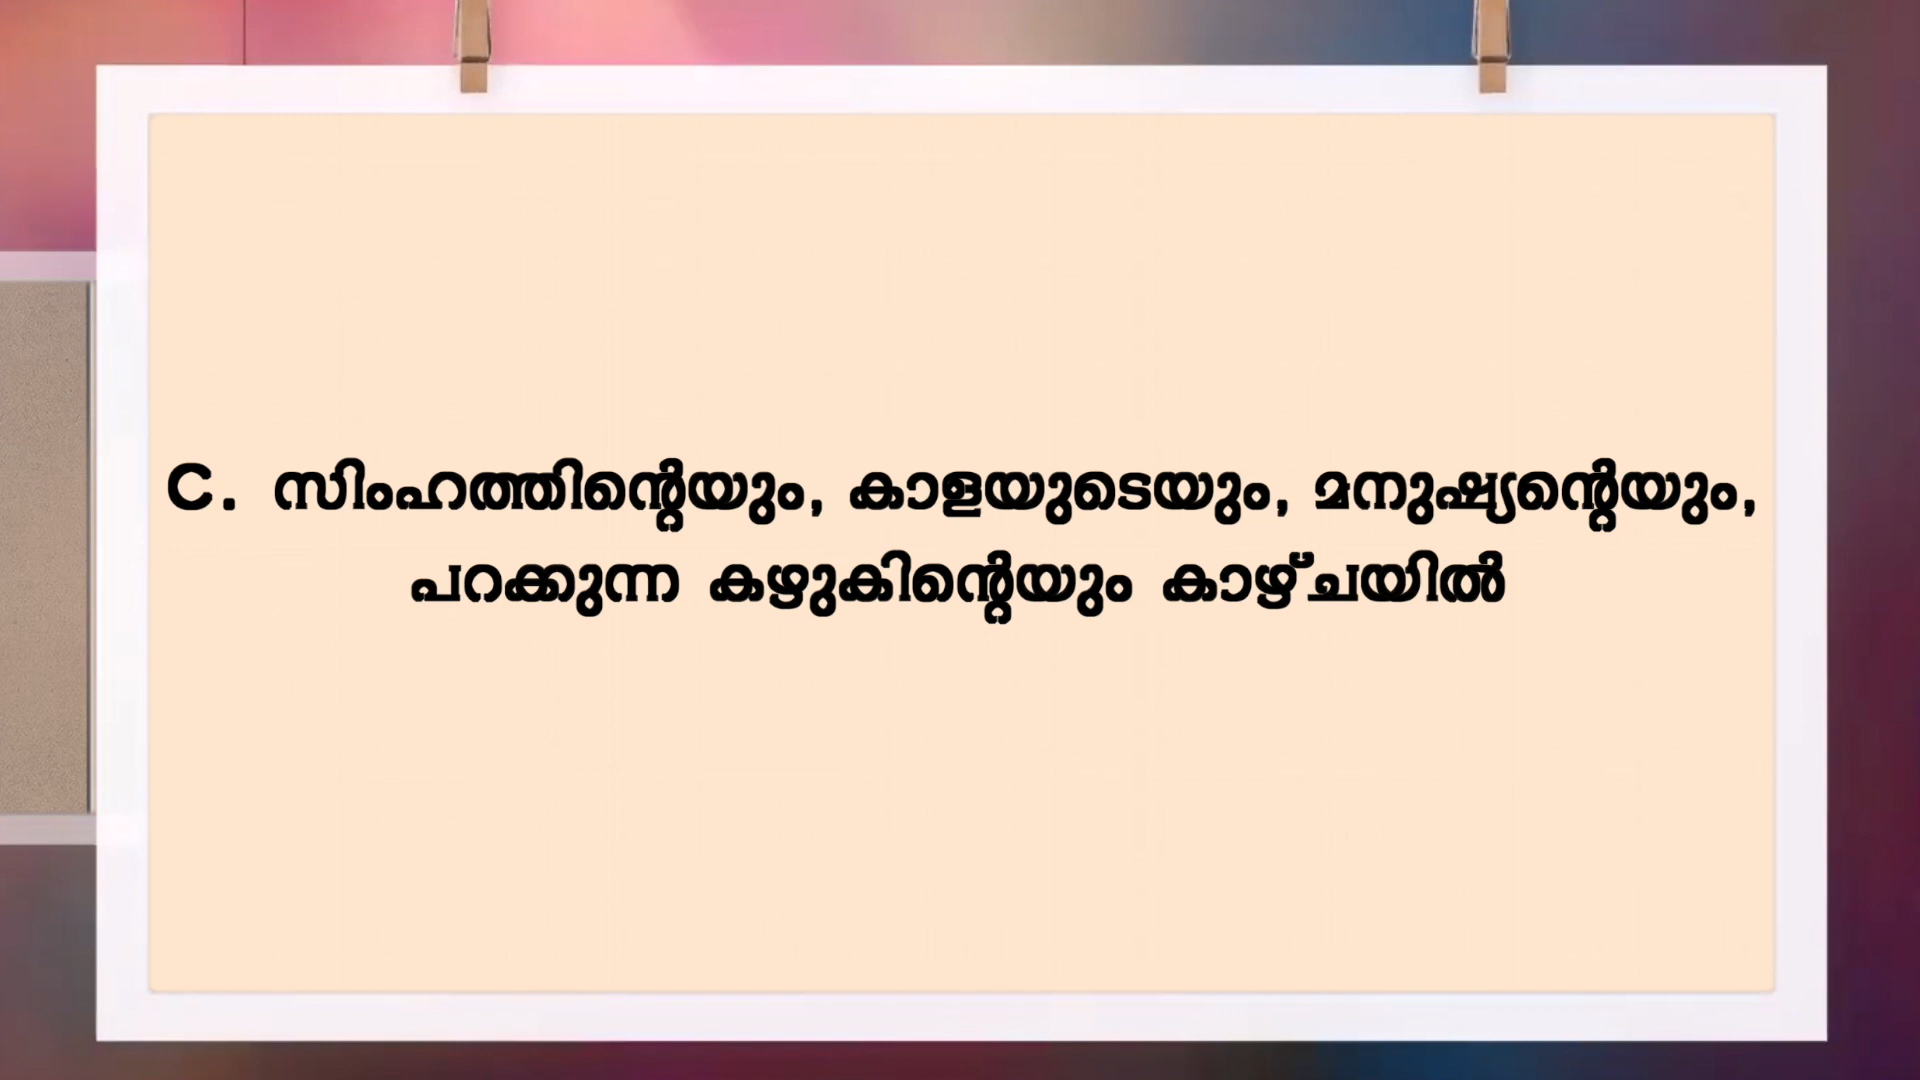 C. സിംഹത്തിന്റെയും, കാളയുടെയും, മനുഷ്യന്റെയും,
പറക്കുന്ന കഴുകിന്റെയും കാഴ്ചയിൽ